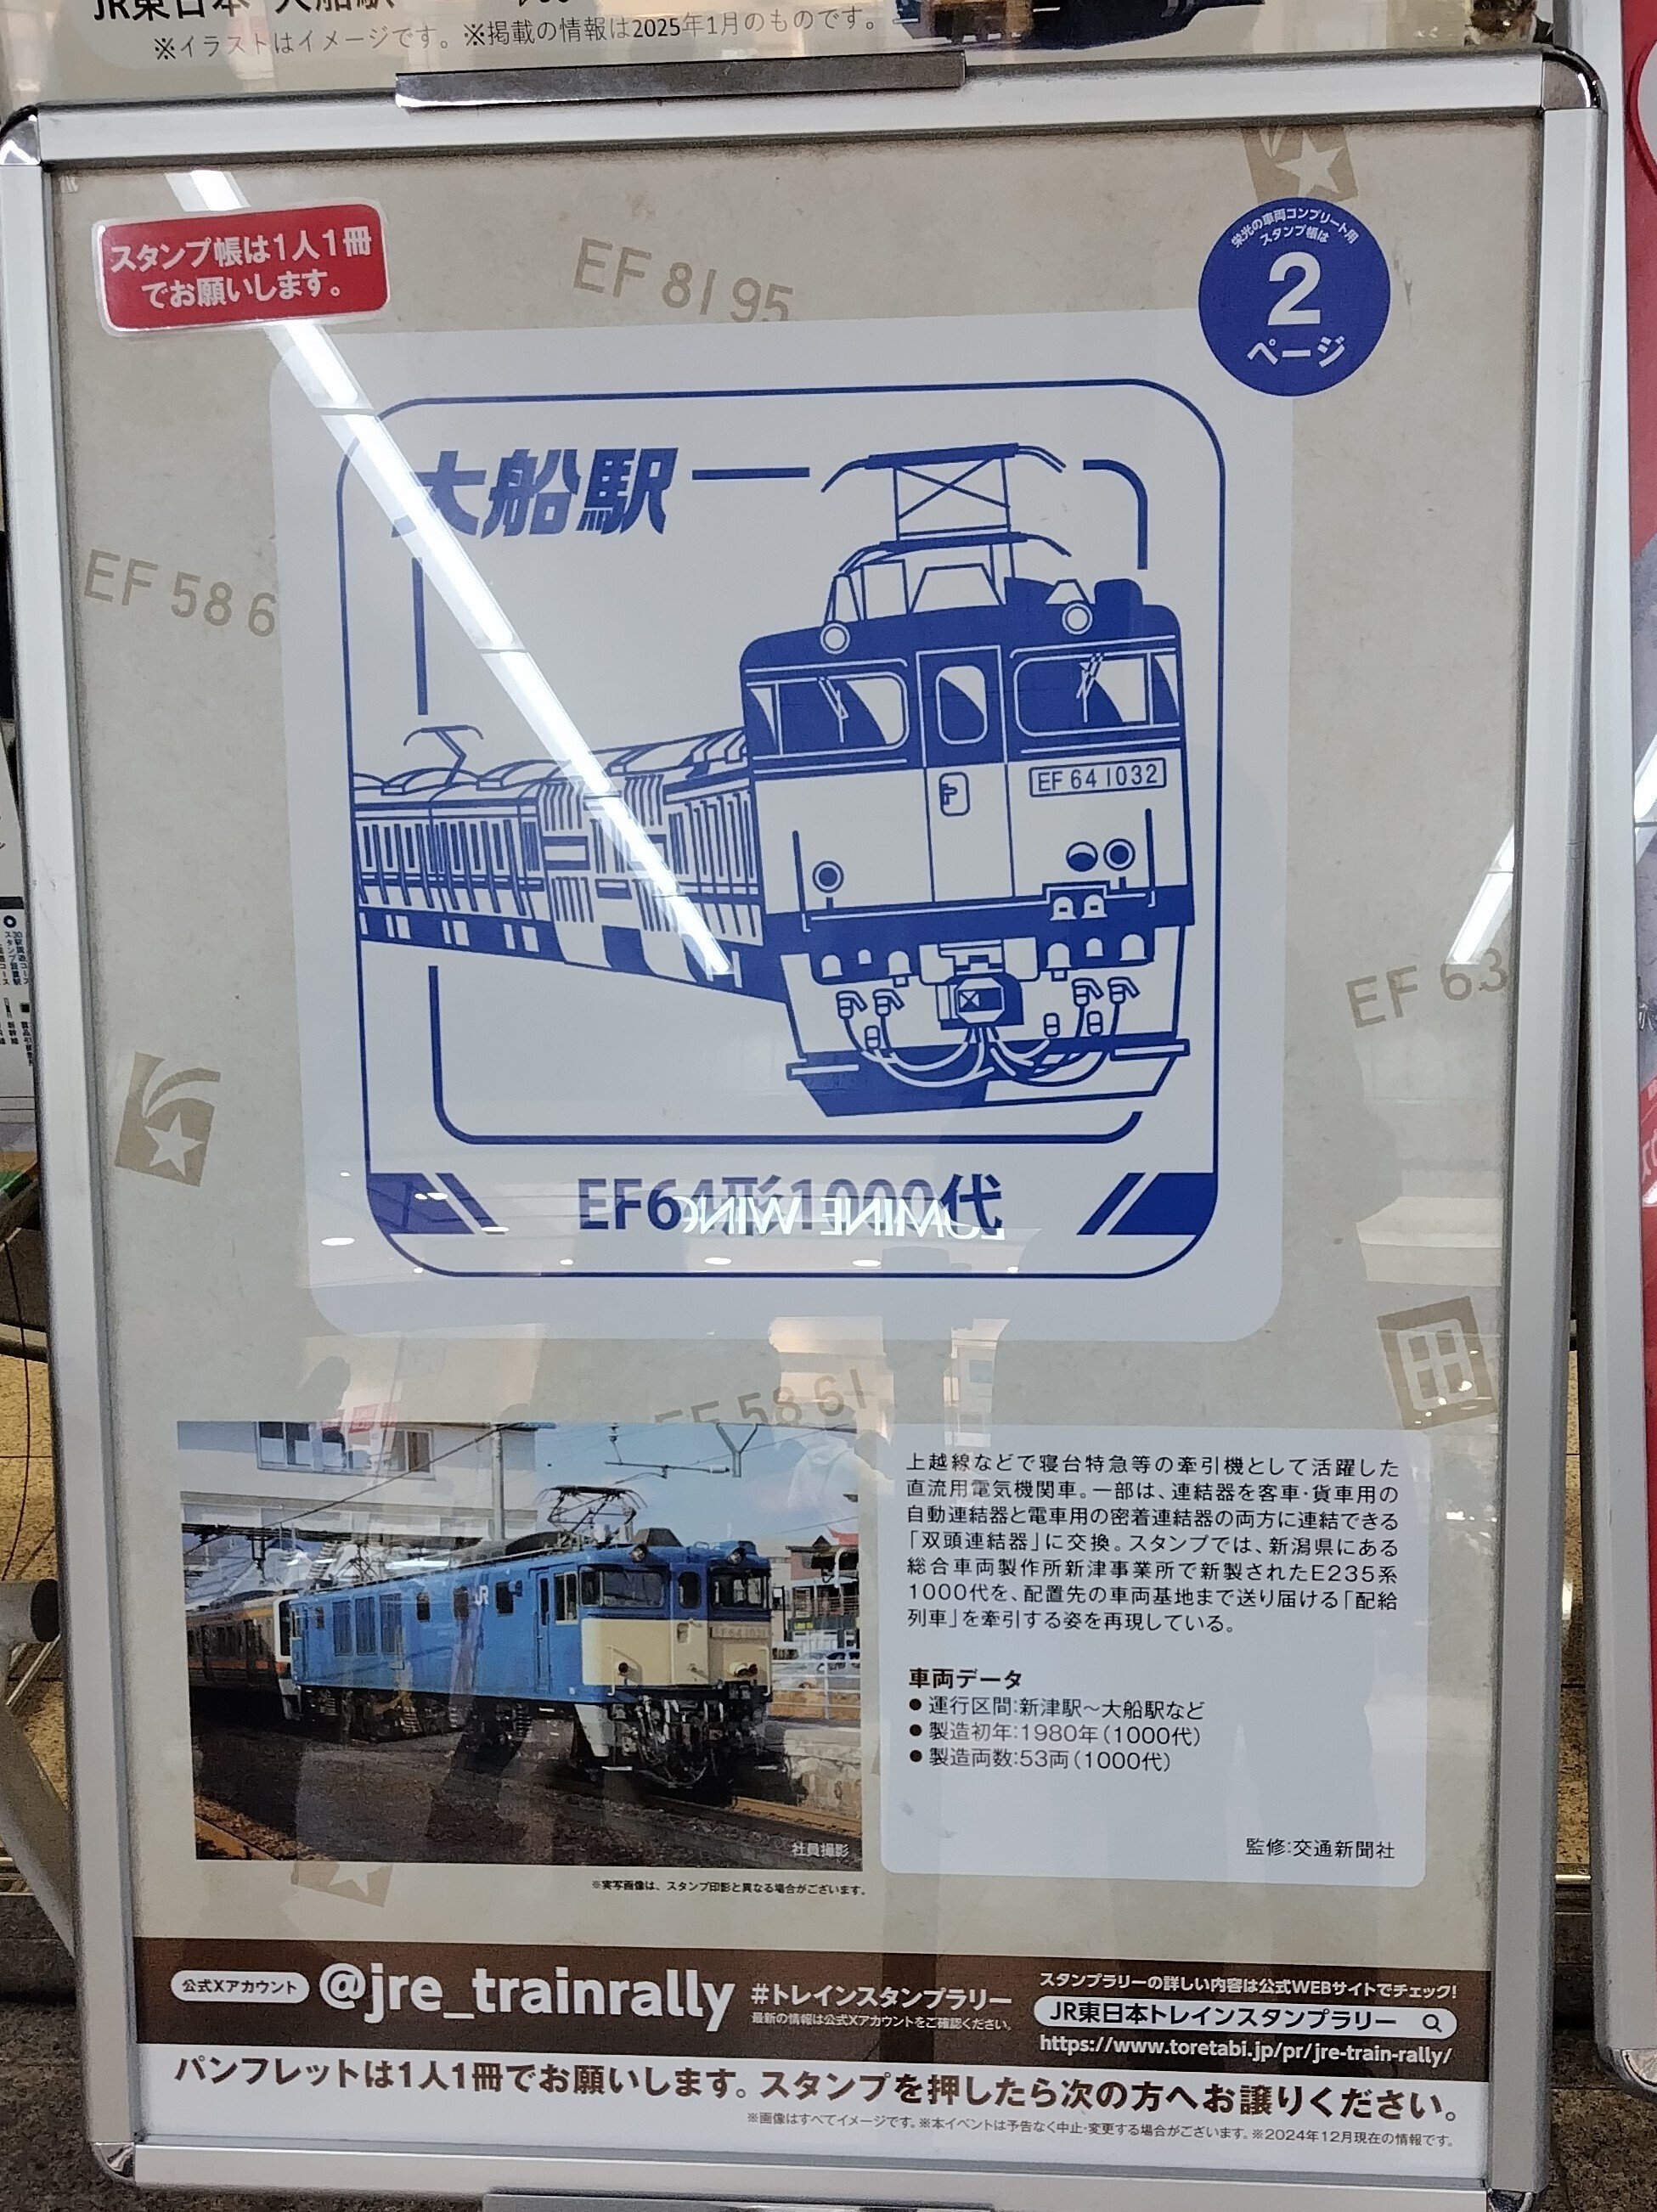 JR東日本 大船駅
※イラストはイメージです。※掲載の情報は2025年1月のものです。
スタンプ帳は1人1冊
でお願いします。
栄光の車両コンプリート用
スタンプ帳は
2
ページ
EF 81 95
EF 58 6
大船駅
EF 64 1032
EF 63
EF64形1000代
LUMINE WING
EF 58 61
上越線などで寝台特急等の牽引機として活躍した
直流用電気機関車。一部は、連結器を客車・貨車用の
自動連結器と電車用の密着連結器の両方に連結できる
「双頭連結器」に交換。スタンプでは、新潟県にある
総合車両製作所新津事業所で新製されたE235系
1000代を、配置先の車両基地まで送り届ける「配給
列車」を牽引する姿を再現している。
車両データ
●運行区間:新津駅～大船駅など
●製造初年:1980年(1000代)
●製造両数:53両(1000代)
監修:交通新聞社
JR
社員撮影
※実写画像は、スタンプ印影と異なる場合がございます。
公式Xアカウント
@jre_trainrally
#トレインスタンプラリー
最新の情報は公式Xアカウントをご確認ください。
スタンプラリーの詳しい内容は公式WEBサイトでチェック!
JR東日本トレインスタンプラリー
https://www.toretabi.jp/pr/jre-train-rally/
パンフレットは1人1冊でお願いします。スタンプを押したら次の方へお譲りください。
※画像はすべてイメージです。※本イベントは予告なく中止・変更する場合がございます。※2024年12月現在の情報です。